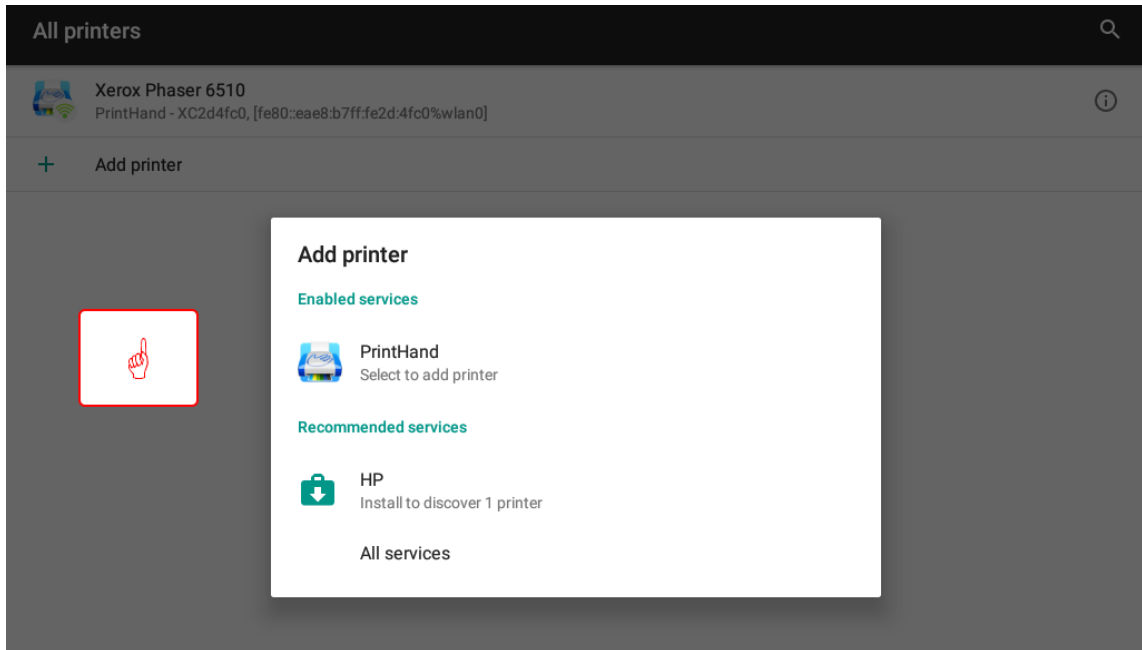 All printers
Xerox Phaser 6510
PrintHand - XC2d4fc0, [fe80::eae8:b7ff:fe2d:4fc0%wlan0]
Add printer
Add printer
Enabled services
PrintHand
Select to add printer
Recommended services
HP
Install to discover 1 printer
All services